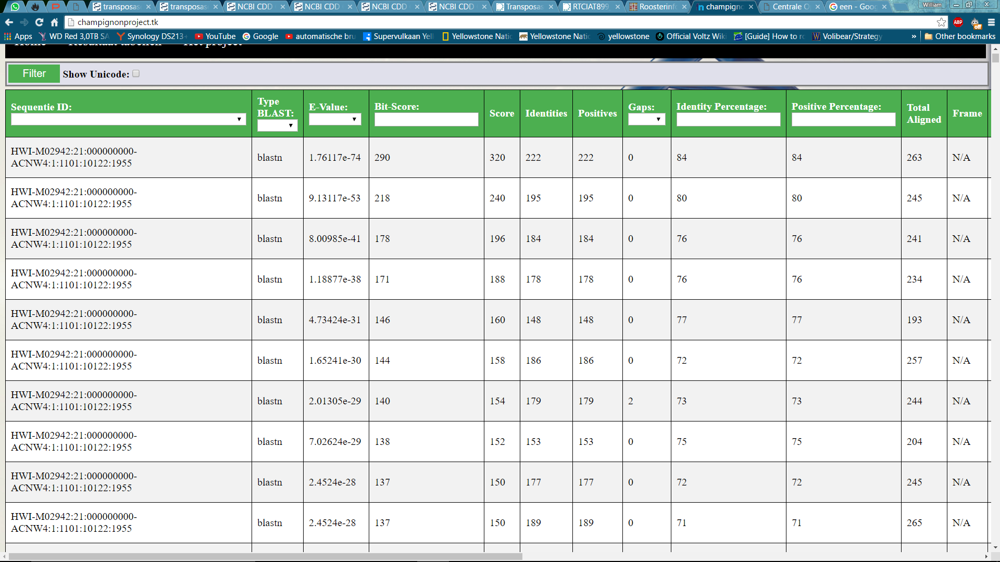 William
transposas
transposas
NCBI CDD
NCBI CDD
NCBI CDD
NCBI CDD
Transposas
RTCIAT899
Roosterinfo
champigno
Centrale O
een - Goog
champignonproject.tk
ABP
off
Apps
WD Red 3,0TB SA
Synology DS213+
YouTube
Google
automatische bru
Supervulkaan Yell
Yellowstone Natio
Yellowstone Natio
yellowstone
Official Voltz Wiki
[Guide] How to ro
Volibear/Strategy
»
Other bookmarks
Home Resultaat tabellen Het project
Filter Show Unicode:
Sequentie ID:
Type
BLAST:
E-Value:
Bit-Score:
Score
Identities
Positives
Gaps:
Identity Percentage:
Positive Percentage:
Total
Aligned
Frame
HWI-M02942:21:000000000-
ACNW4:1:1101:10122:1955
blastn 1.76117e-74 290 320 222 222 0 84 84 263 N/A
HWI-M02942:21:000000000-
ACNW4:1:1101:10122:1955
blastn 9.13117e-53 218 240 195 195 0 80 80 245 N/A
HWI-M02942:21:000000000-
ACNW4:1:1101:10122:1955
blastn 8.00985e-41 178 196 184 184 0 76 76 241 N/A
HWI-M02942:21:000000000-
ACNW4:1:1101:10122:1955
blastn 1.18877e-38 171 188 178 178 0 76 76 234 N/A
HWI-M02942:21:000000000-
ACNW4:1:1101:10122:1955
blastn 4.73424e-31 146 160 148 148 0 77 77 193 N/A
HWI-M02942:21:000000000-
ACNW4:1:1101:10122:1955
blastn 1.65241e-30 144 158 186 186 0 72 72 257 N/A
HWI-M02942:21:000000000-
ACNW4:1:1101:10122:1955
blastn 2.01305e-29 140 154 179 179 2 73 73 244 N/A
HWI-M02942:21:000000000-
ACNW4:1:1101:10122:1955
blastn 7.02624e-29 138 152 153 153 0 75 75 204 N/A
HWI-M02942:21:000000000-
ACNW4:1:1101:10122:1955
blastn 2.4524e-28 137 150 177 177 0 72 72 245 N/A
HWI-M02942:21:000000000-
ACNW4:1:1101:10122:1955
blastn 2.4524e-28 137 150 189 189 0 71 71 265 N/A